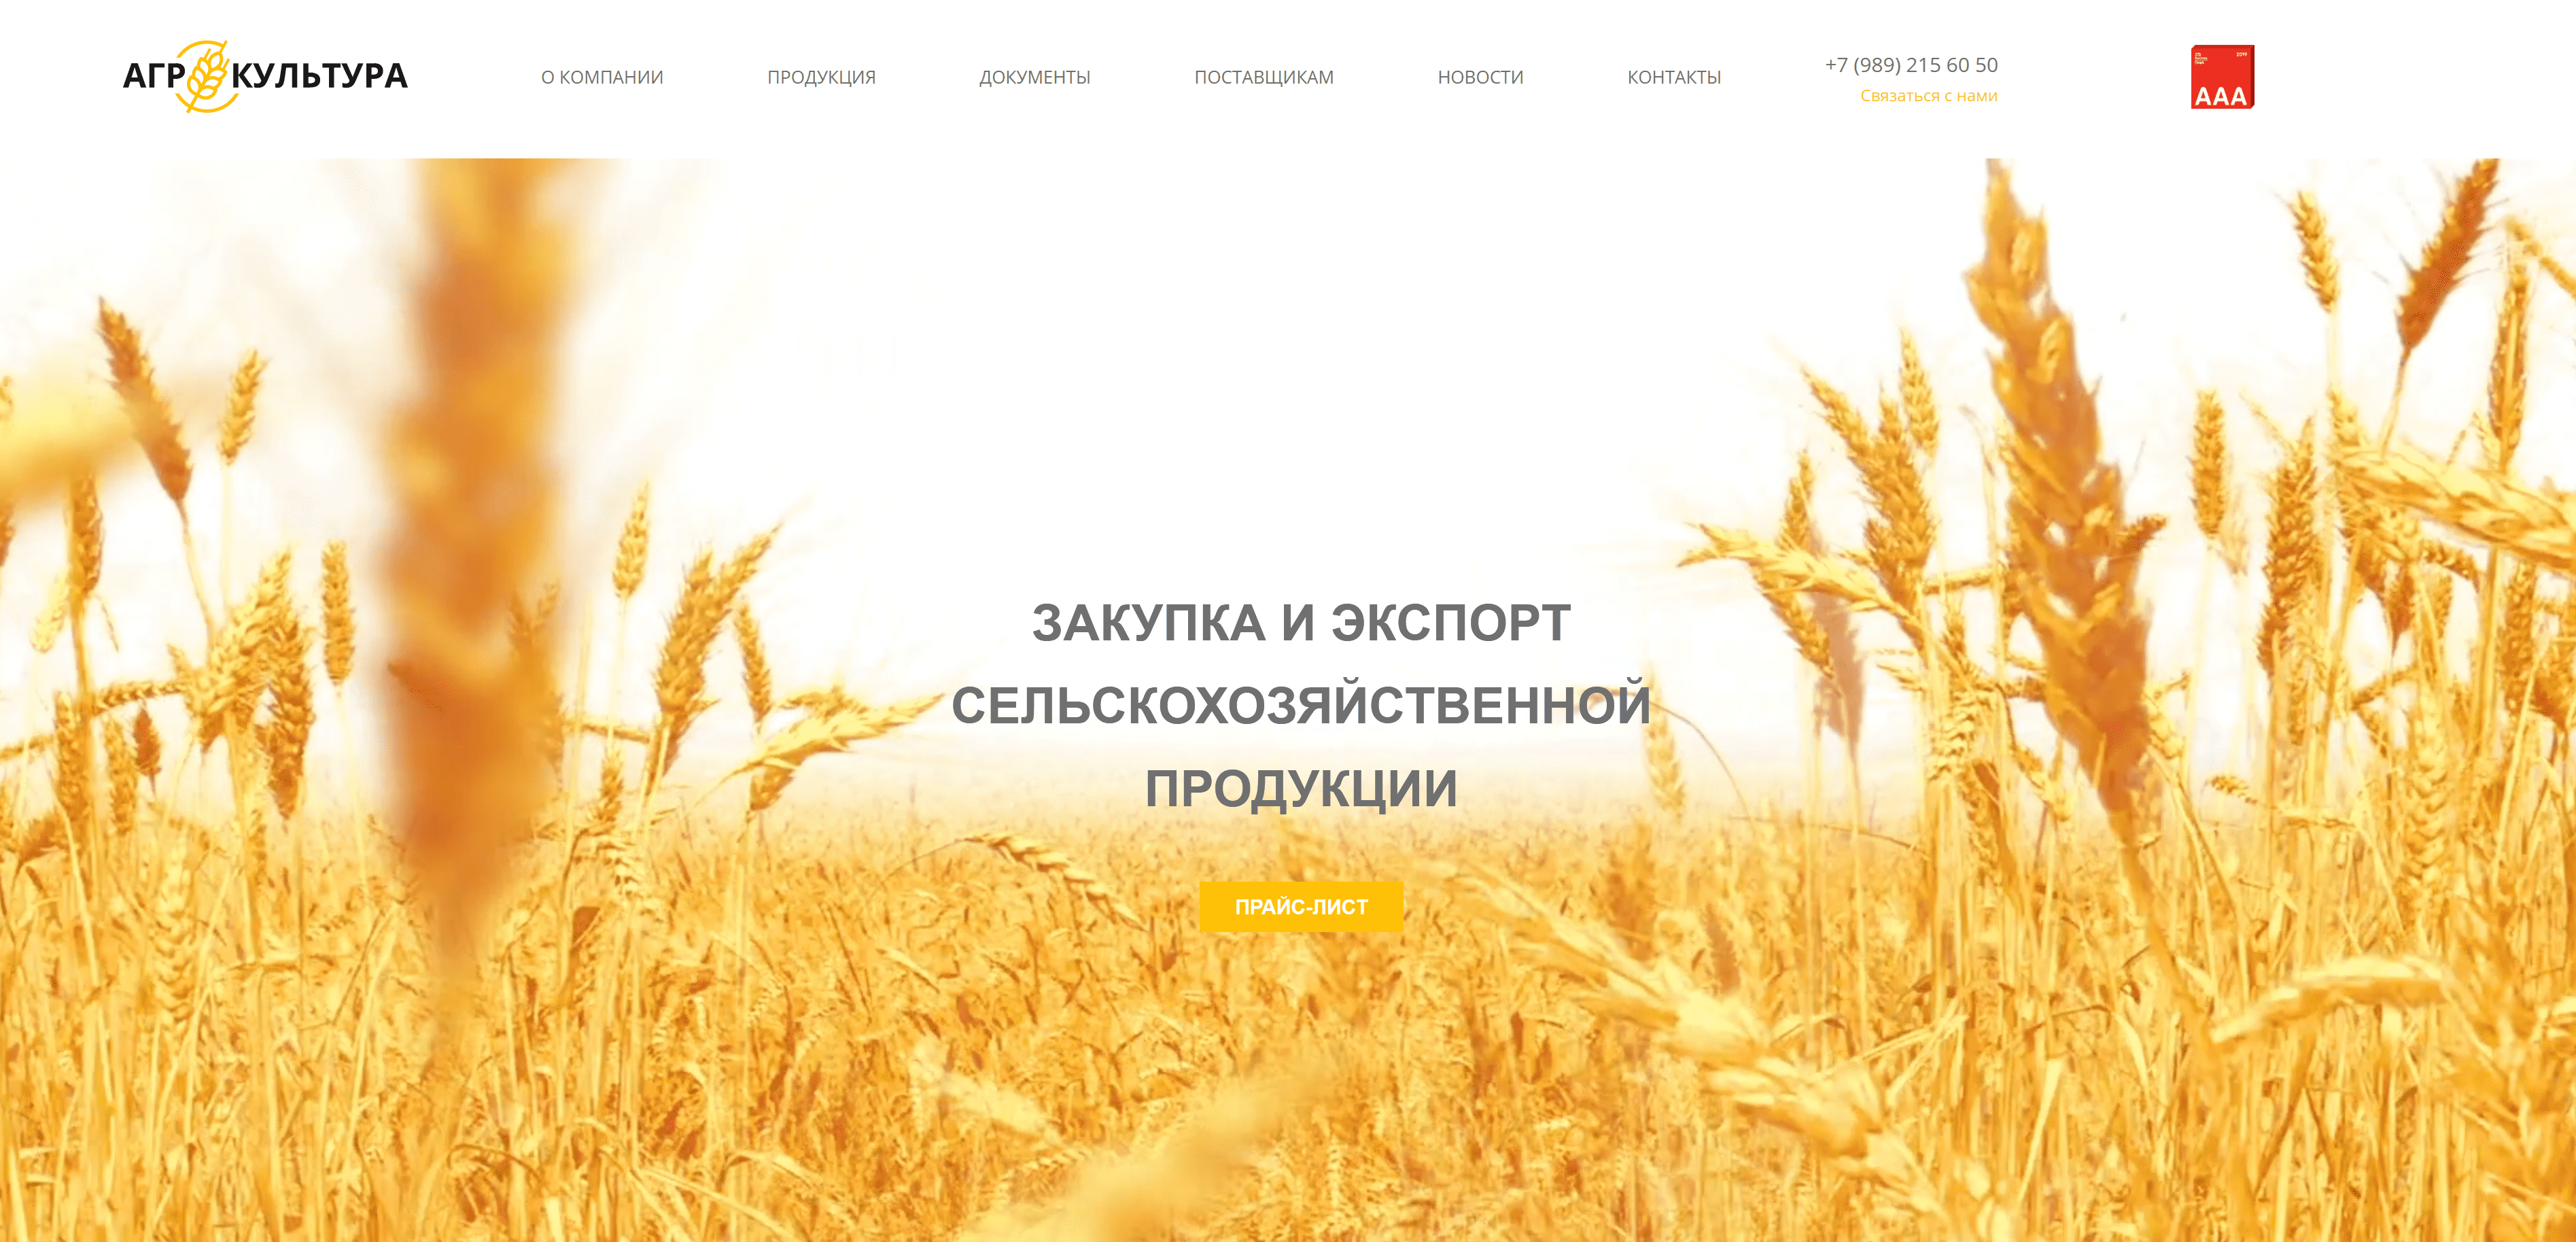 АГРОКУЛЬТУРА
О КОМПАНИИ
ПРОДУКЦИЯ
ДОКУМЕНТЫ
ПОСТАВЩИКАМ
НОВОСТИ
КОНТАКТЫ
+7 (989) 215 60 50
Связаться с нами
2019
AAA
ЗАКУПКА И ЭКСПОРТ
СЕЛЬСКОХОЗЯЙСТВЕННОЙ
ПРОДУКЦИИ
ПРАЙС-ЛИСТ